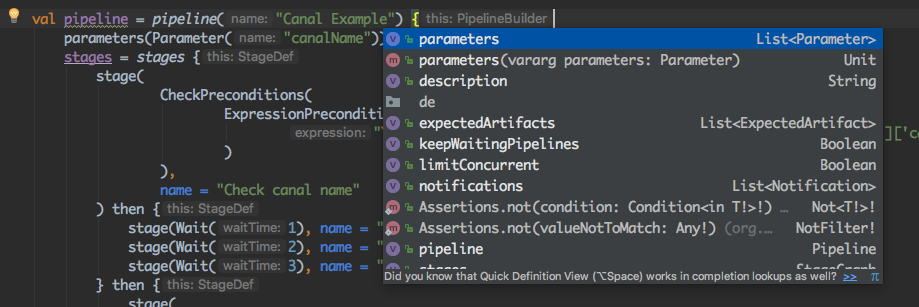 val pipeline = pipeline( name: "Canal Example") { this: PipelineBuilder
parameters(Parameter( name: "canalName"))
stages = stages { this: StageDef
stage(
CheckPreconditions(
ExpressionPreconditi
expression: "
]['ca
)
),
name = "Check canal name"
) then { this: StageDef
stage(Wait( waitTime: 1), name = "
stage(Wait( waitTime: 2), name = "
stage(Wait( waitTime: 3), name = "
} then { this: StageDef
stage(
parameters List<Parameter>
parameters(vararg parameters: Parameter) Unit
description String
de
expectedArtifacts List<ExpectedArtifact>
keepWaitingPipelines Boolean
limitConcurrent Boolean
notifications List<Notification>
Assertions.not(condition: Condition<in T!>!) … Not<T!>!
Assertions.not(valueNotToMatch: Any!) (org.… NotFilter!
pipeline Pipeline
stages StageGraph
Did you know that Quick Definition View (⌥Space) works in completion lookups as well? >> π